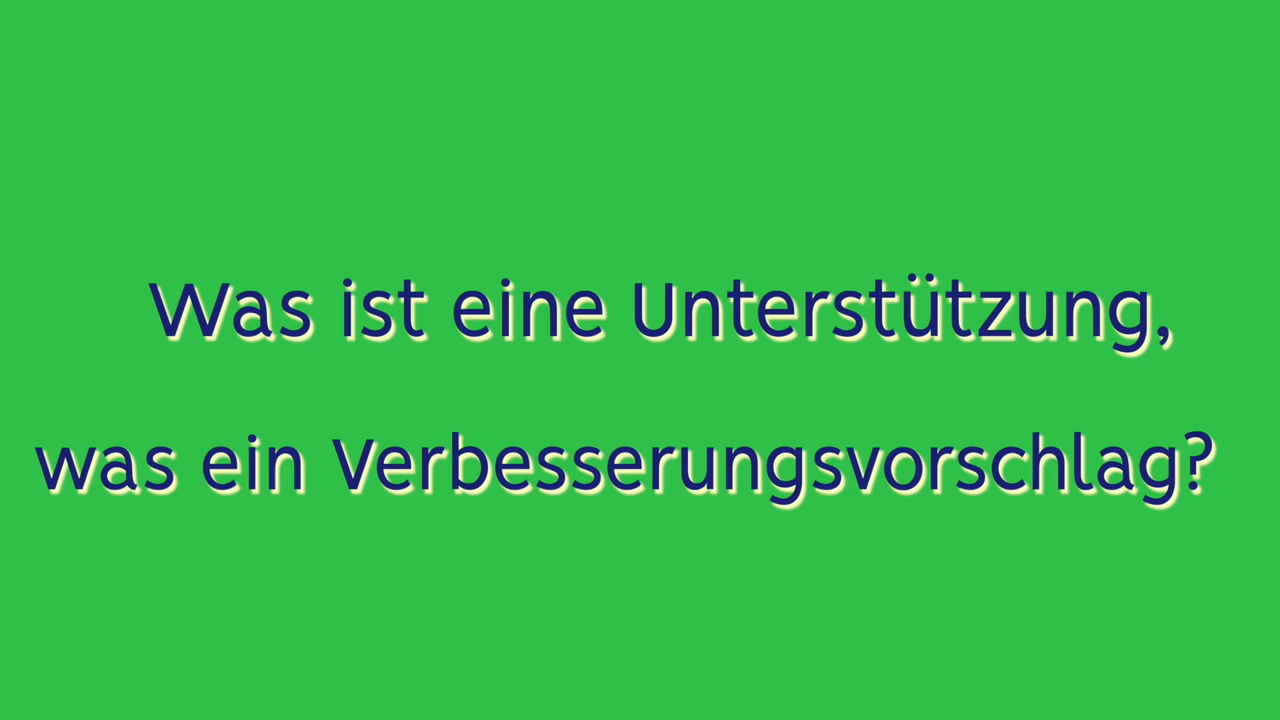 Was ist eine Unterstützung,
was ein Verbesserungsvorschlag?